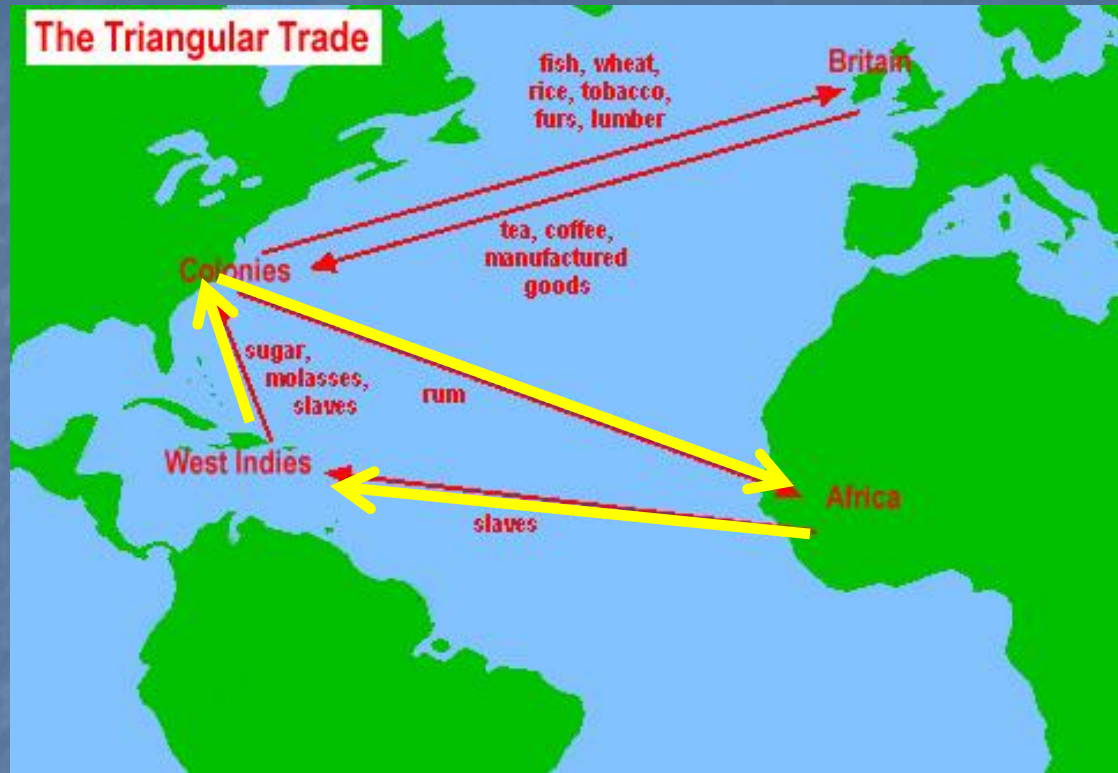 The Triangular Trade
fish, wheat,
rice, tobacco,
furs, lumber
Britain
tea, coffee,
manufactured
goods
Colonies
sugar,
molasses,
slaves
rum
West Indies
Africa
slaves